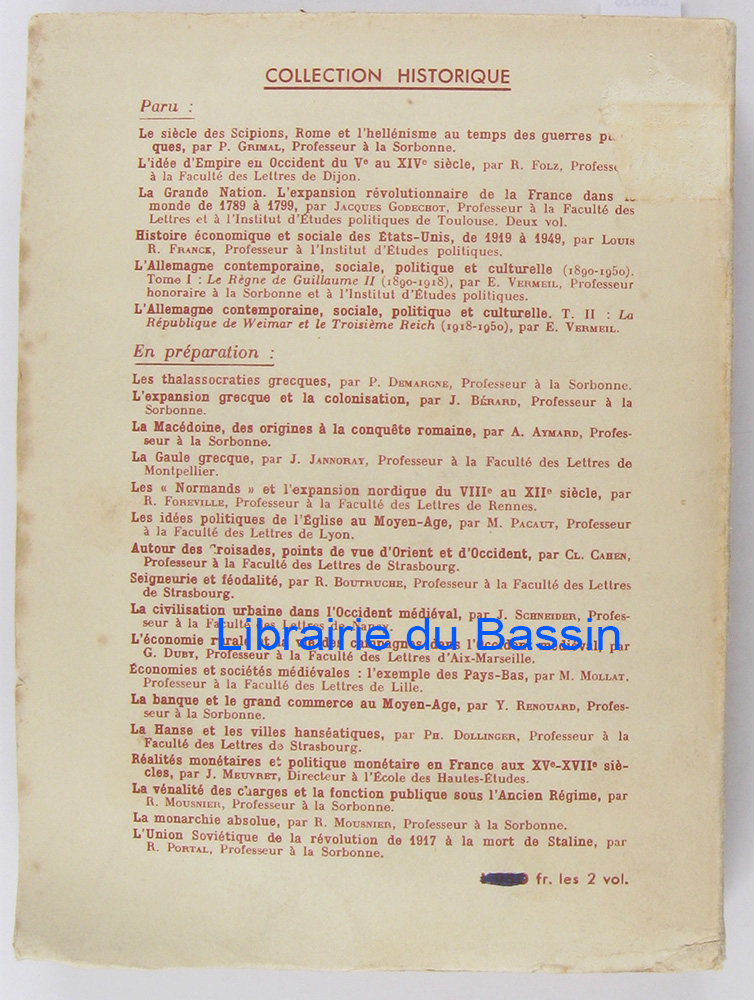 COLLECTION HISTORIQUE
Paru :
Le siècle des Scipions, Rome et l'hellénisme au temps des guerres
ques, par P. GRIMAL, Professeur à la Sorbonne.
L'idée d'Empire en Occident du Ve au XIVe siècle, par R. FOLZ,
à la Faculté des Lettres de Dijon.
La Grande Nation. L'expansion révolutionnaire de la France dans
monde de 1789 à 1799, par JACQUES GODECHOT, Professeur à la Faculté des
Lettres et à l'Institut d'Études politiques de Toulouse. Deux vol.
Histoire économique et sociale des États-Unis, de 1919 à 1949, par LOUIS
R. FRANCK, Professeur à l'Institut d'Études politiques.
L'Allemagne contemporaine, sociale, politique et culturelle (1890-1950).
Tome I : Le Règne de Guillaume II (1890-1918), par E. VERMEIL, Professeur
honoraire à la Sorbonne et à l'Institut d'Études politiques.
L'Allemagne contemporaine, sociale, politique et culturelle. T. II : La
République de Weimar et le Troisième Reich (1918-1950), par E. VERMEIL.
En préparation :
Les thalassocraties grecques, par P. DEMARGNE, Professeur à la Sorbonne.
L'expansion grecque et la colonisation, par J. BÉRARD, Professeur à la
Sorbonne.
La Macédoine, des origines à la conquête romaine, par A. AYMARD, Profes-
seur à la Sorbonne.
La Gaule grecque, par J. JANNORAY, Professeur à la Faculté des Lettres de
Montpellier.
Les « Normands » et l'expansion nordique du VIIIe au XIIe siècle, par
R. FOREVILLE, Professeur à la Faculté des Lettres de Rennes.
Les idées politiques de l'Église au Moyen-Age, par M. PACAUT, Professeur
à la Faculté des Lettres de Lyon.
Autour des Croisades, points de vue d'Orient et d'Occident, par CL. CAHEN,
Professeur à la Faculté des Lettres de Strasbourg.
Seigneurie et féodalité, par R. BOUTRUCHE, Professeur à la Faculté des Lettres
de Strasbourg.
La civilisation urbaine dans l'Occident médiéval, par J. SCHNEIDER, Profes-
seur à la Faculté des Lettres de Nancy.
Librairie du Bassin
L'économie rurale et la vie des campagnes dans l'Occident médiéval, par
G. DUBY, Professeur à la Faculté des Lettres d'Aix-Marseille.
Économies et sociétés médiévales : l'exemple des Pays-Bas, par M. MOLLAT,
Professeur à la Faculté des Lettres de Lille.
La banque et le grand commerce au Moyen-Age, par Y. RENOUARD, Profes-
seur à la Sorbonne.
La Hanse et les villes hanséatiques, par PH. DOLLINGER, Professeur à la
Faculté des Lettres de Strasbourg.
Réalités monétaires et politique monétaire en France aux XVe-XVIIe siè-
cles, par J. MEUVRET, Directeur à l'École des Hautes-Études.
La vénalité des charges et la fonction publique sous l'Ancien Régime, par
R. MOUSNIER, Professeur à la Sorbonne.
La monarchie absolue, par R. MOUSNIER, Professeur à la Sorbonne.
L'Union Soviétique de la révolution de 1917 à la mort de Staline, par
R. PORTAL, Professeur à la Sorbonne.
fr. les 2 vol.